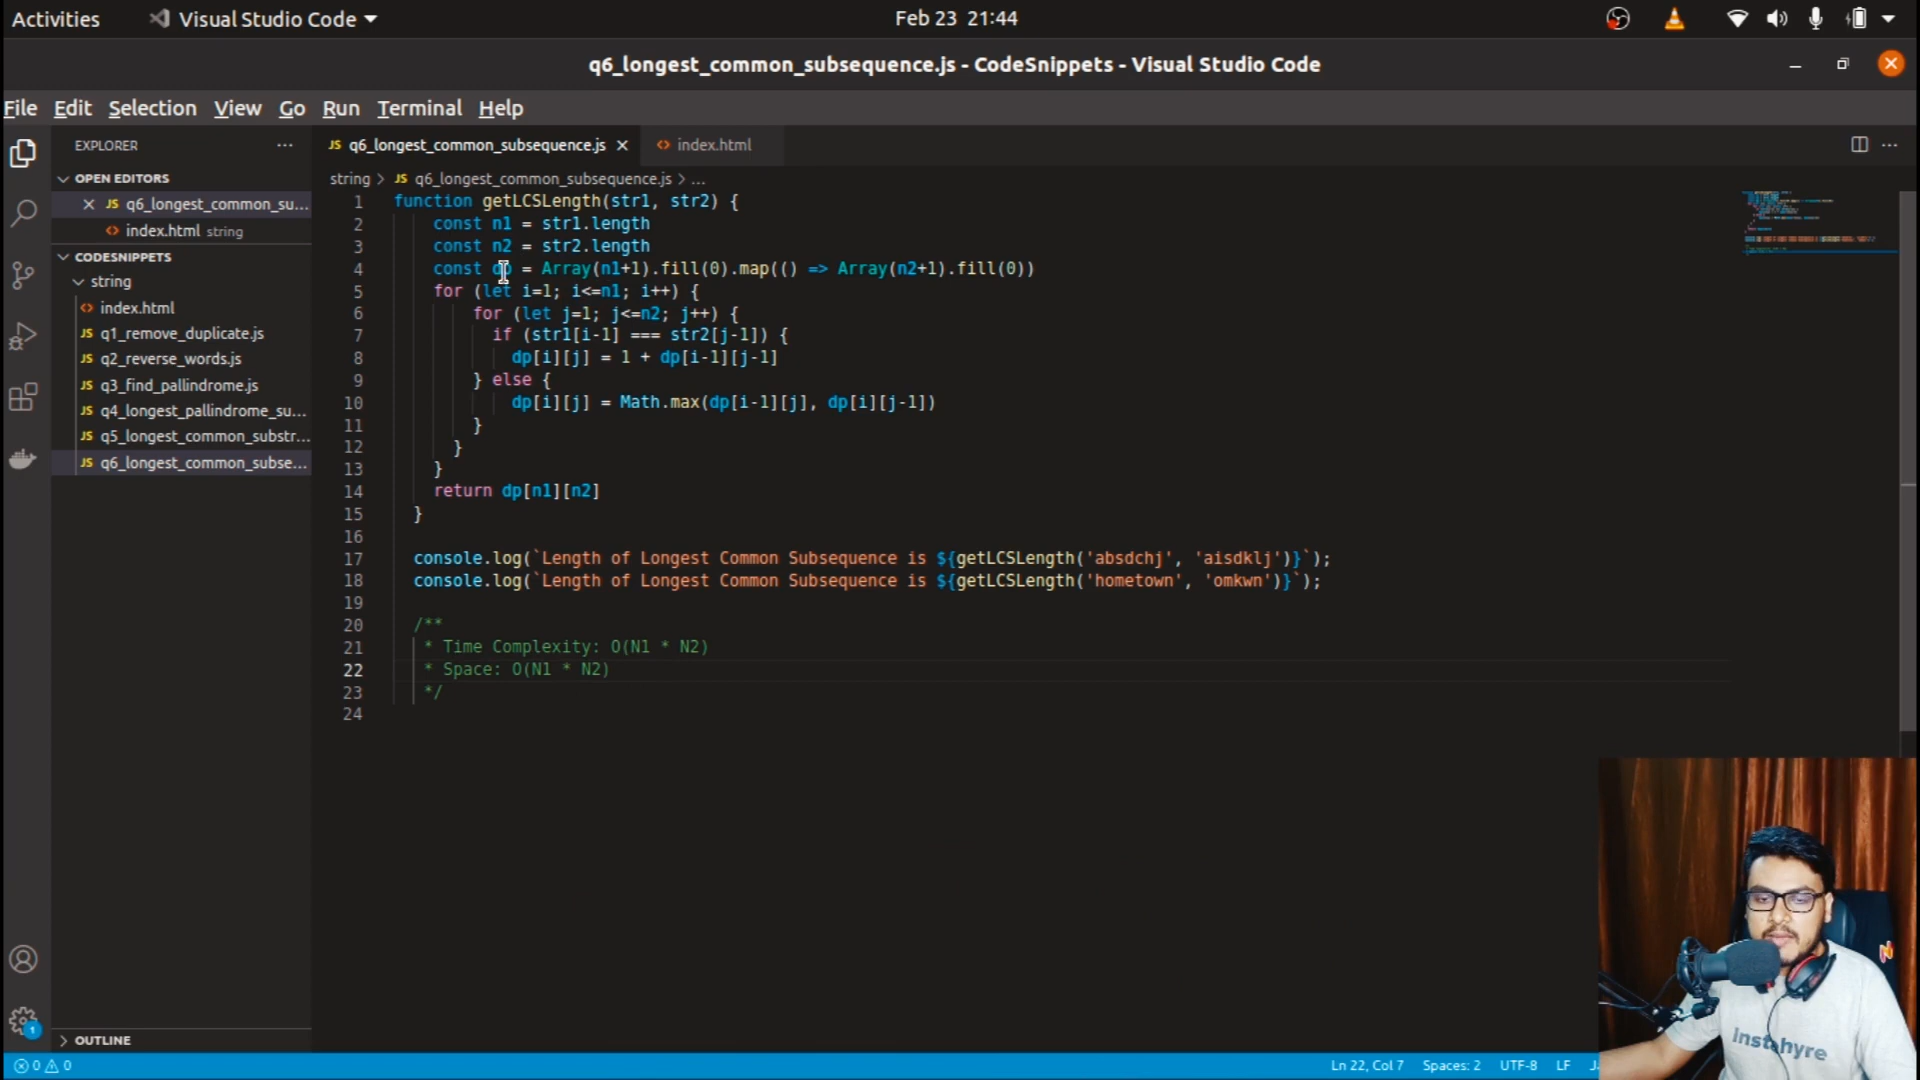 Activities
Visual Studio Code
Feb 23 21:44
q6_longest_common_subsequence.js - CodeSnippets - Visual Studio Code
File Edit Selection View Go Run Terminal Help
EXPLORER
OPEN EDITORS
JS q6_longest_common_su...
index.html string
CODESNIPPETS
string
index.html
JS q1_remove_duplicate.js
JS q2_reverse_words.js
JS q3_find_pallindrome.js
JS q4_longest_pallindrome_su...
JS q5_longest_common_substr...
JS q6_longest_common_subse...
OUTLINE
JS q6_longest_common_subsequence.js
index.html
string > JS q6_longest_common_subsequence.js > ...
1 function getLCSLength(str1, str2) {
2 const n1 = str1.length
3 const n2 = str2.length
4 const dp = Array(n1+1).fill(0).map(() => Array(n2+1).fill(0))
5 for (let i=1; i<=n1; i++) {
6 for (let j=1; j<=n2; j++) {
7 if (str1[i-1] === str2[j-1]) {
8 dp[i][j] = 1 + dp[i-1][j-1]
9 } else {
10 dp[i][j] = Math.max(dp[i-1][j], dp[i][j-1])
11 }
12 }
13 }
14 return dp[n1][n2]
15 }
16
17 console.log(`Length of Longest Common Subsequence is ${getLCSLength('absdchj', 'aisdklj')}`);
18 console.log(`Length of Longest Common Subsequence is ${getLCSLength('hometown', 'omkwn')}`);
19
20 /**
21 * Time Complexity: O(N1 * N2)
22 * Space: O(N1 * N2)
23 */
24
Instahyre
1
0 0
Ln 22, Col 7 Spaces: 2 UTF-8 LF